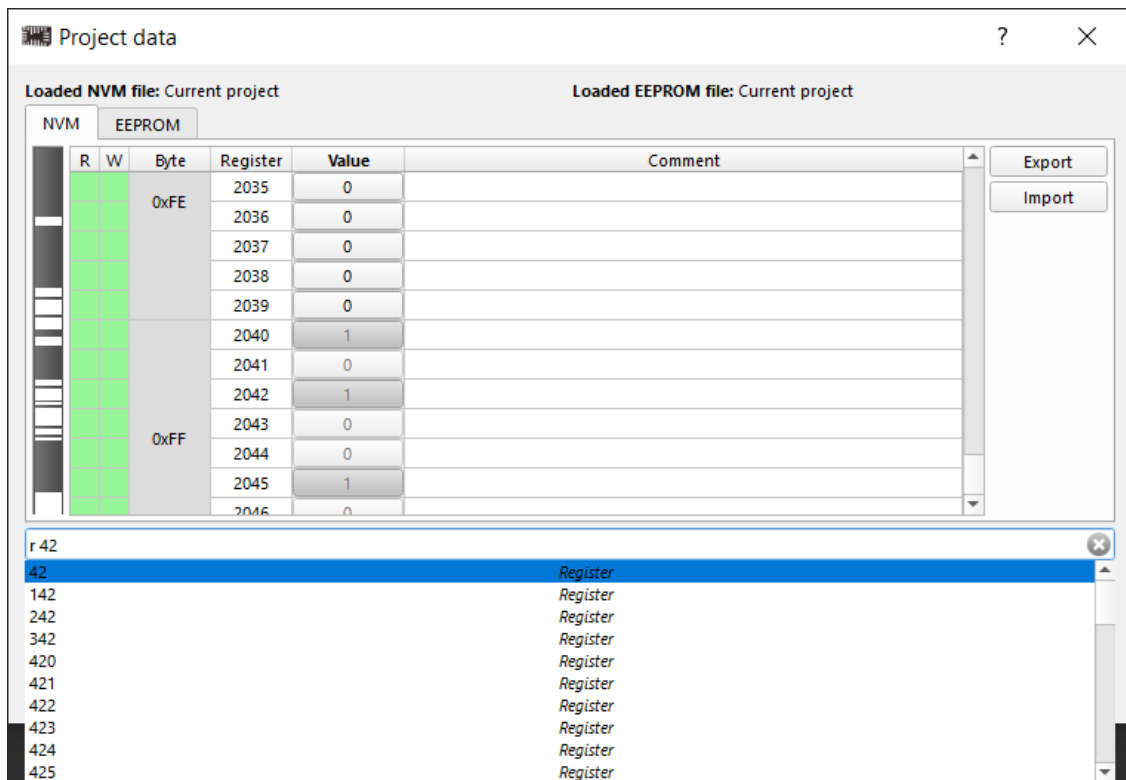 Project data ?
Loaded NVM file: Current project Loaded EEPROM file: Current project
NVM EEPROM
R W Byte Register Value Comment Export
2035 0 Import
0xFE
2036 0
2037 0
2038 0
2039 0
2040 1
2041 0
2042 1
2043 0
0xFF
2044 0
2045 1
2046 0
r 42
42 Register
142 Register
242 Register
342 Register
420 Register
421 Register
422 Register
423 Register
424 Register
425 Register